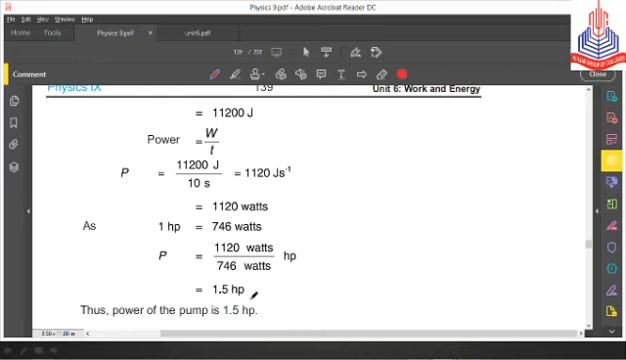 Physics 9.pdf - Adobe Acrobat Reader DC
File Edit View Window Help
Home Tools Physics 9.pdf × unit6.pdf
139 / 202
Comment Close
Physics IX 139 Unit 6: Work and Energy
= 11200 J
Power = W
t
P = 11200 J = 1120 Js-1
10 s
= 1120 watts
As 1 hp = 746 watts
P = 1120 watts hp
746 watts
= 1.5 hp
Thus, power of the pump is 1.5 hp.